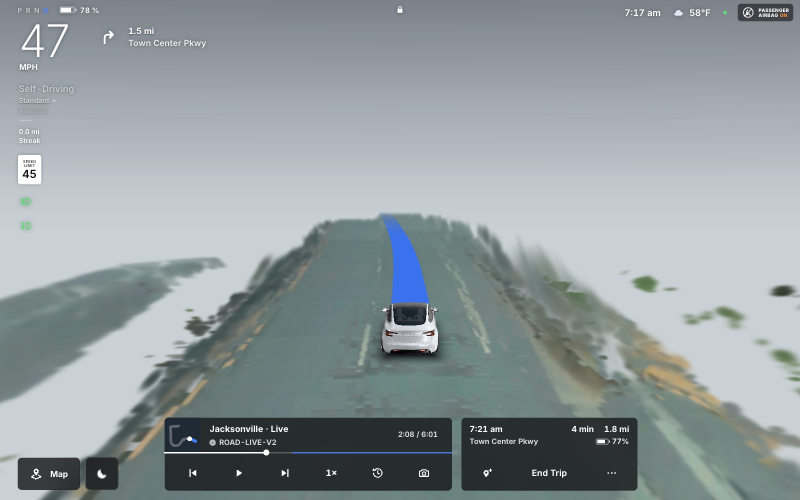 P R N
78 %
7:17 am
58°F
PASSENGER
AIRBAG ON
47
MPH
1.5 mi
Town Center Pkwy
Self-Driving
Standard
0.0 mi
Streak
SPEED
LIMIT
45
Jacksonville · Live
ROAD-LIVE-V2
2:08 / 6:01
1×
7:21 am
4 min
1.8 mi
Town Center Pkwy
77%
End Trip
Map